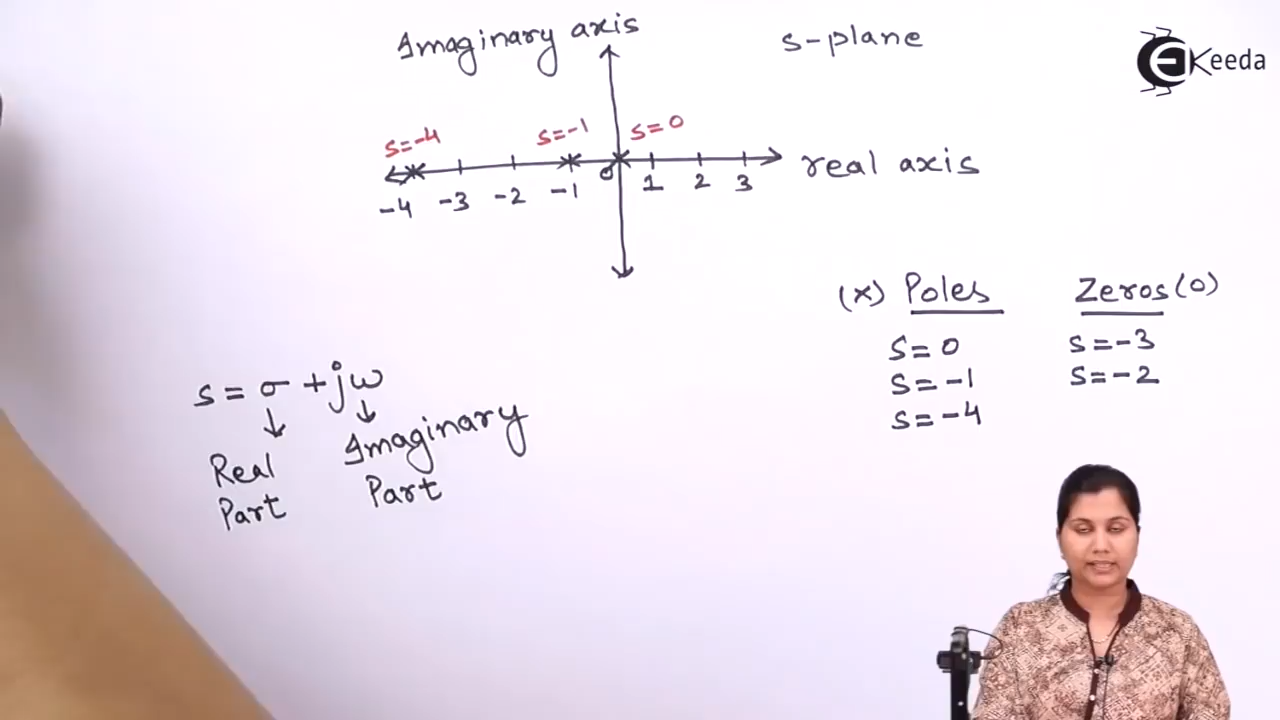 Imaginary axis
s-plane
EKeeda
s=-4 s=-1 s=0
-4 -3 -2 -1 0 1 2 3
real axis
(x) Poles Zeros (0)
s=0 s=-3
s=-1 s=-2
s=-4
s = σ + jω
Real Imaginary
Part Part